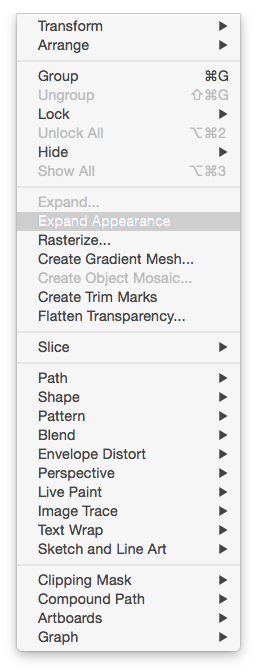 Transform ▶
Arrange ▶
Group ⌘G
Ungroup ⇧⌘G
Lock ▶
Unlock All ⌥⌘2
Hide ▶
Show All ⌥⌘3
Expand...
Expand Appearance
Rasterize...
Create Gradient Mesh...
Create Object Mosaic...
Create Trim Marks
Flatten Transparency...
Slice ▶
Path ▶
Shape ▶
Pattern ▶
Blend ▶
Envelope Distort ▶
Perspective ▶
Live Paint ▶
Image Trace ▶
Text Wrap ▶
Sketch and Line Art ▶
Clipping Mask ▶
Compound Path ▶
Artboards ▶
Graph ▶